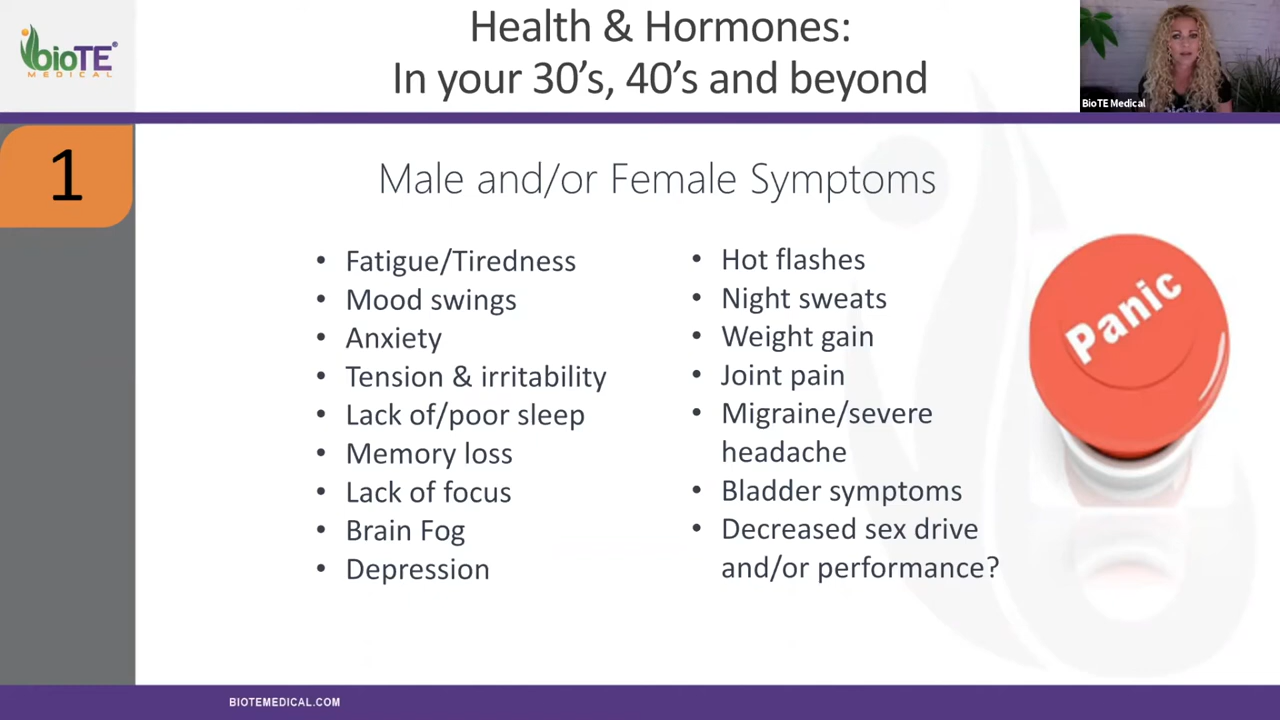 bioTE®
MEDICAL
Health & Hormones:
In your 30’s, 40’s and beyond
BioTE Medical
1
Male and/or Female Symptoms
• Fatigue/Tiredness
• Mood swings
• Anxiety
• Tension & irritability
• Lack of/poor sleep
• Memory loss
• Lack of focus
• Brain Fog
• Depression
• Hot flashes
• Night sweats
• Weight gain
• Joint pain
• Migraine/severe
headache
• Bladder symptoms
• Decreased sex drive
and/or performance?
Panic
BIOTEMEDICAL.COM